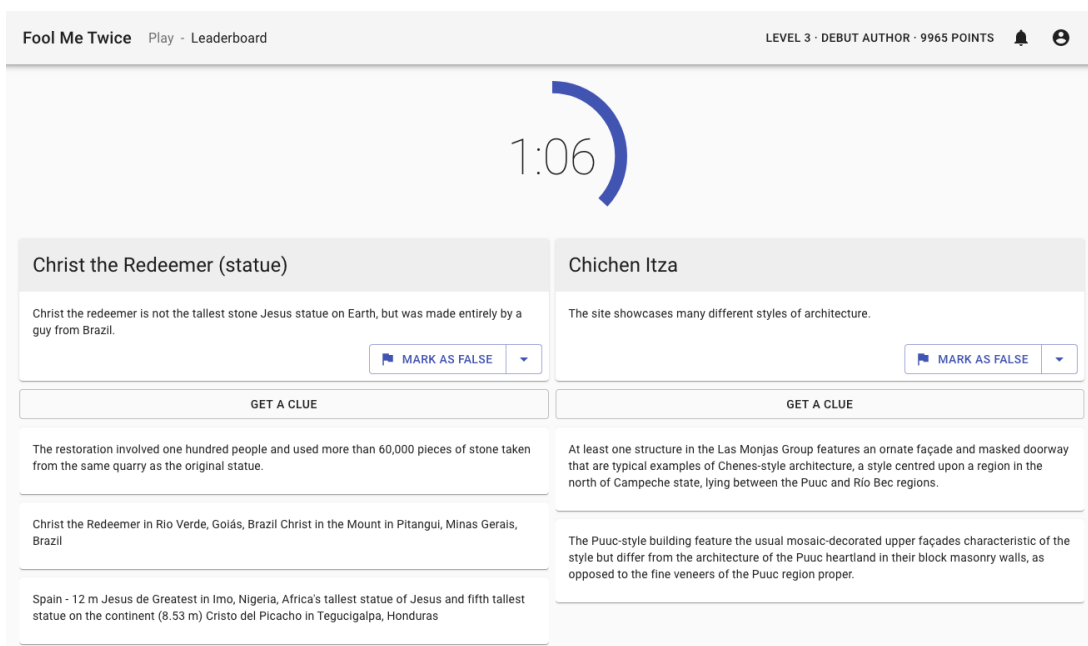 Fool Me Twice Play - Leaderboard LEVEL 3 · DEBUT AUTHOR · 9965 POINTS
1:06
Christ the Redeemer (statue)
Christ the redeemer is not the tallest stone Jesus statue on Earth, but was made entirely by a
guy from Brazil.
MARK AS FALSE
GET A CLUE
The restoration involved one hundred people and used more than 60,000 pieces of stone taken
from the same quarry as the original statue.
Christ the Redeemer in Rio Verde, Goiás, Brazil Christ in the Mount in Pitangui, Minas Gerais,
Brazil
Spain - 12 m Jesus de Greatest in Imo, Nigeria, Africa's tallest statue of Jesus and fifth tallest
statue on the continent (8.53 m) Cristo del Picacho in Tegucigalpa, Honduras
Chichen Itza
The site showcases many different styles of architecture.
MARK AS FALSE
GET A CLUE
At least one structure in the Las Monjas Group features an ornate façade and masked doorway
that are typical examples of Chenes-style architecture, a style centred upon a region in the
north of Campeche state, lying between the Puuc and Río Bec regions.
The Puuc-style building feature the usual mosaic-decorated upper façades characteristic of the
style but differ from the architecture of the Puuc heartland in their block masonry walls, as
opposed to the fine veneers of the Puuc region proper.